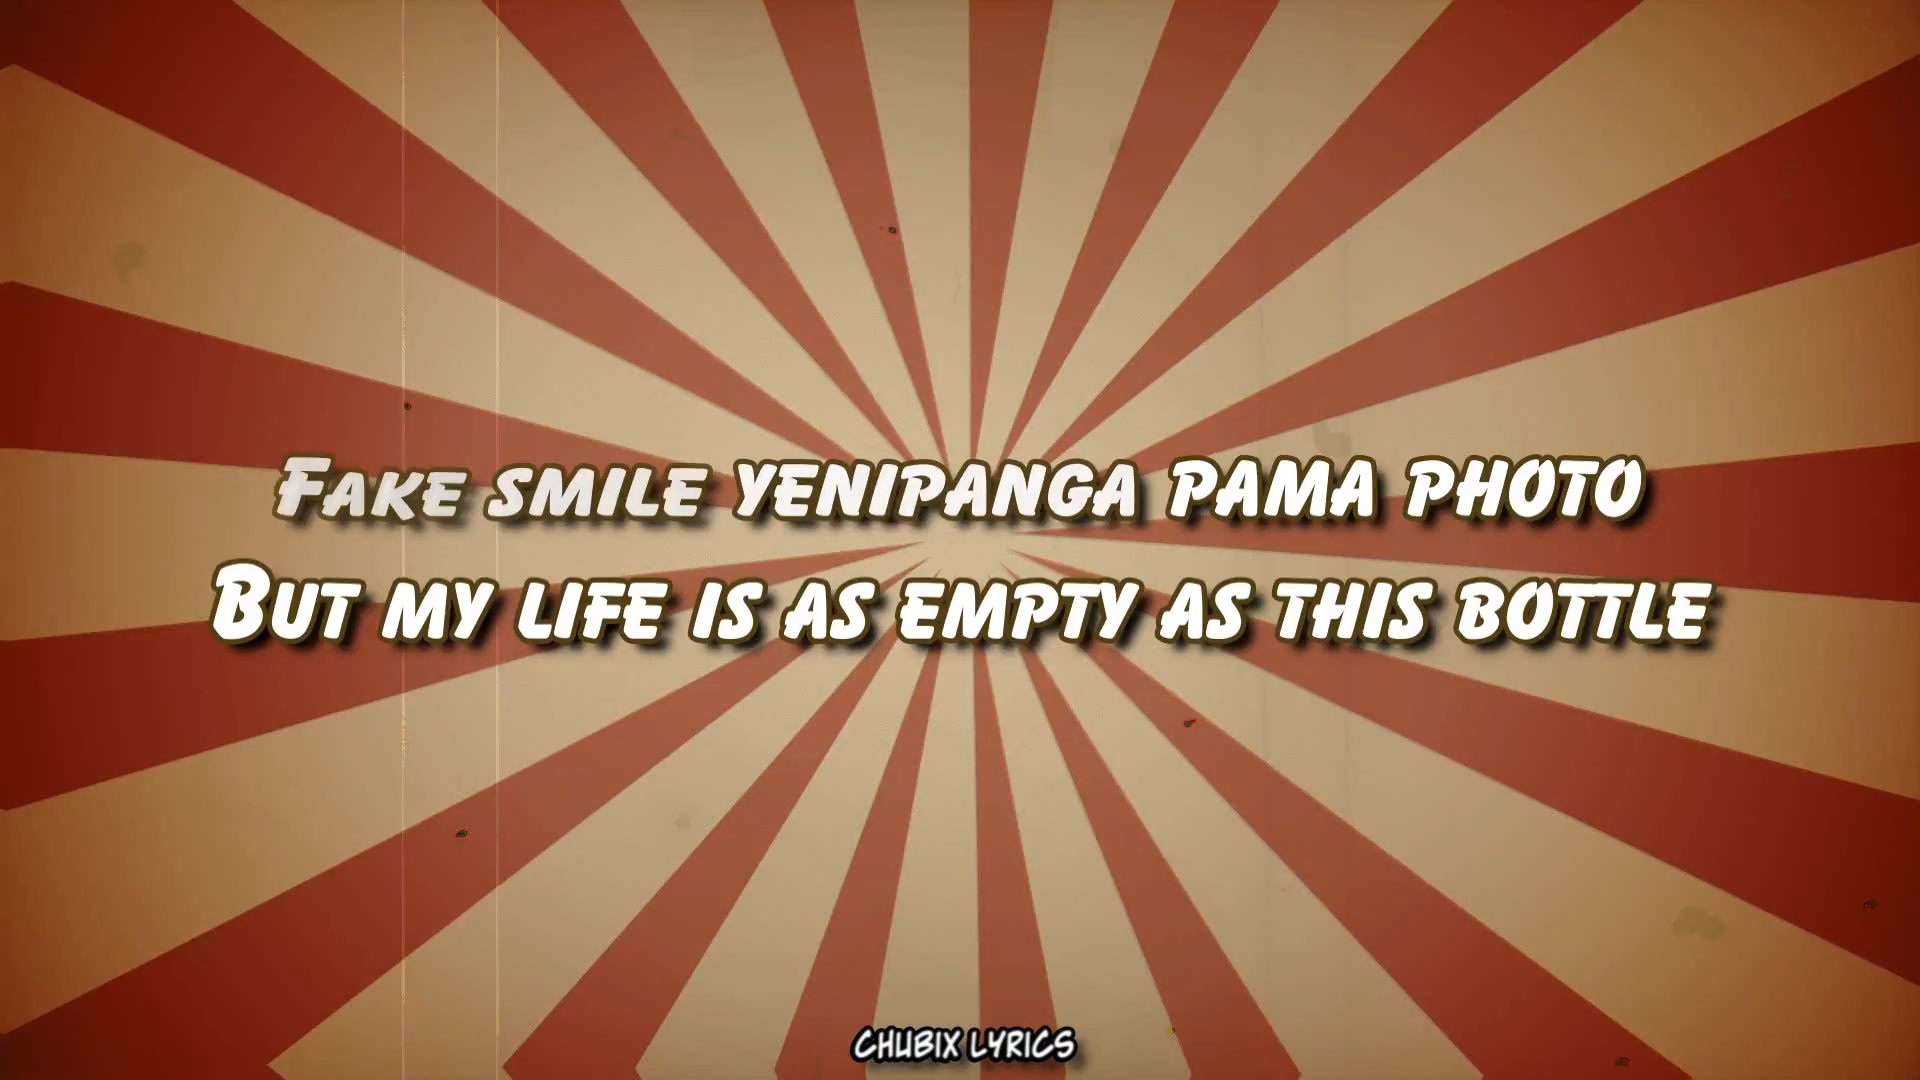 Fake smile yenipanga pama photo
But my life is as empty as this bottle
CHUBIX LYRICS